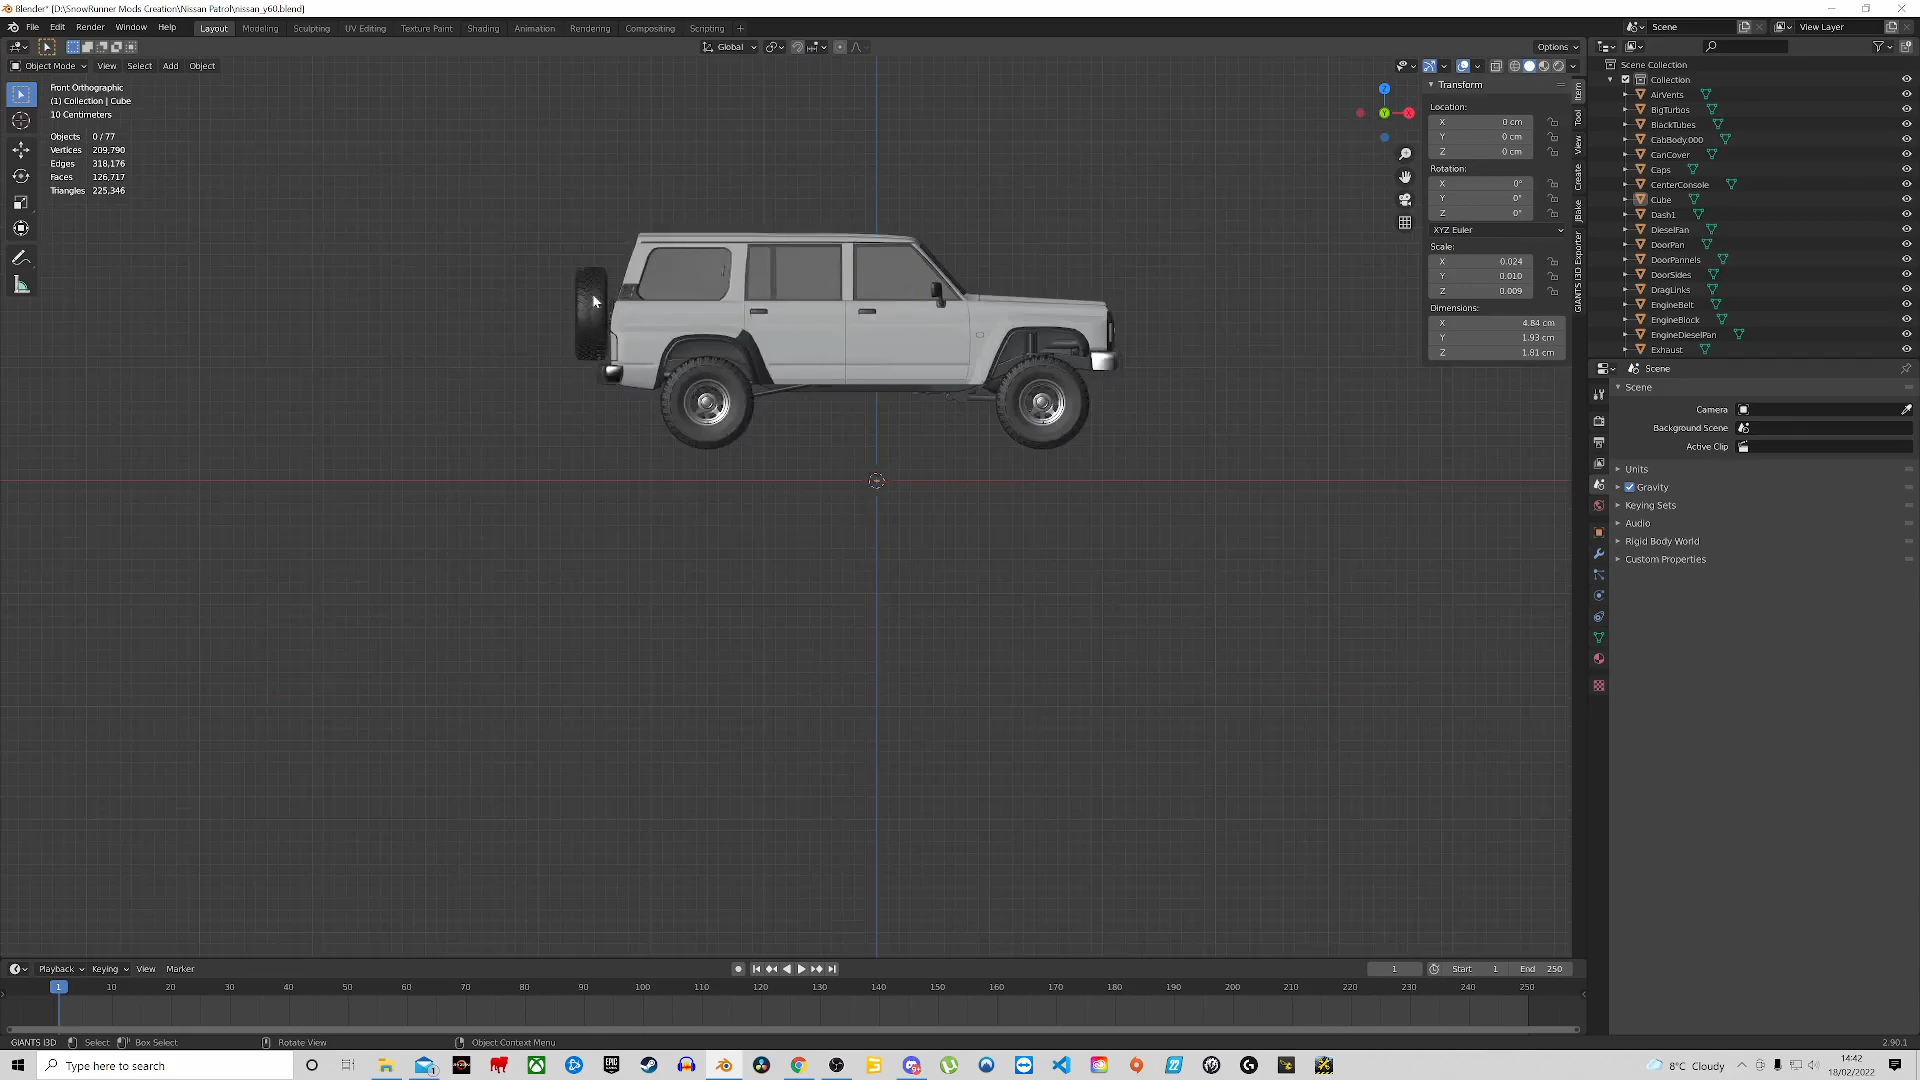 Blender* [D:\SnowRunner Mods Creation\Nissan Patrol\nissan_y60.blend]
File Edit Render Window Help Layout Modeling Sculpting UV Editing Texture Paint Shading Animation Rendering Compositing Scripting + Scene View Layer
Global Options
Object Mode View Select Add Object
Front Orthographic
(1) Collection | Cube
10 Centimeters
Objects 0 / 77
Vertices 209,790
Edges 318,176
Faces 126,717
Triangles 225,346
Z
Y
X
Transform
Location:
X 0 cm
Y 0 cm
Z 0 cm
Rotation:
X 0°
Y 0°
Z 0°
XYZ Euler
Scale:
X 0.024
Y 0.010
Z 0.009
Dimensions:
X 4.84 cm
Y 1.93 cm
Z 1.81 cm
Item
Tool
View
Create
JBake
GIANTS I3D Exporter
Scene Collection
Collection
AirVents
BigTurbos
BlackTubes
CabBody.000
CanCover
Caps
CenterConsole
Cube
Dash1
DieselFan
DoorPan
DoorPannels
DoorSides
DragLinks
EngineBelt
EngineBlock
EngineDieselPan
Exhaust
Scene
Scene
Camera
Background Scene
Active Clip
Units
Gravity
Keying Sets
Audio
Rigid Body World
Custom Properties
Playback Keying View Marker 1 Start 1 End 250
1 10 20 30 40 50 60 70 80 90 100 110 120 130 140 150 160 170 180 190 200 210 220 230 240 250
GIANTS I3D Select Box Select Rotate View Object Context Menu 2.90.1
Type here to search 8°C Cloudy 14:42
18/02/2022